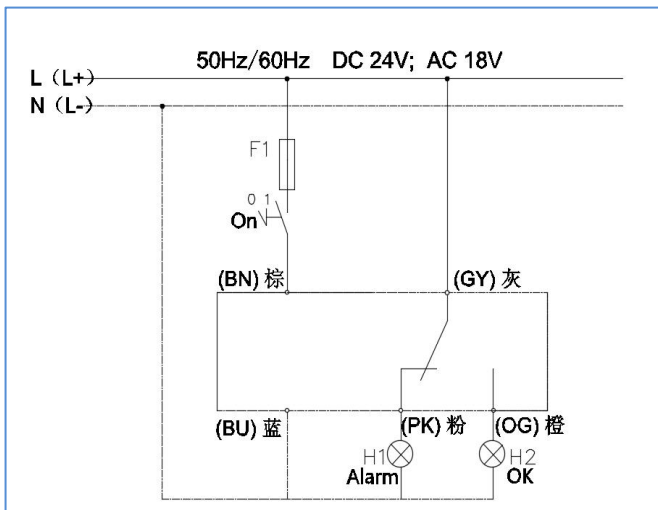 50Hz/60Hz DC 24V; AC 18V
L (L+)
N (L-)
F1
0 1
On
(BN) 棕
(GY) 灰
(BU) 蓝
(PK) 粉
(OG) 橙
H1
H2
Alarm
OK